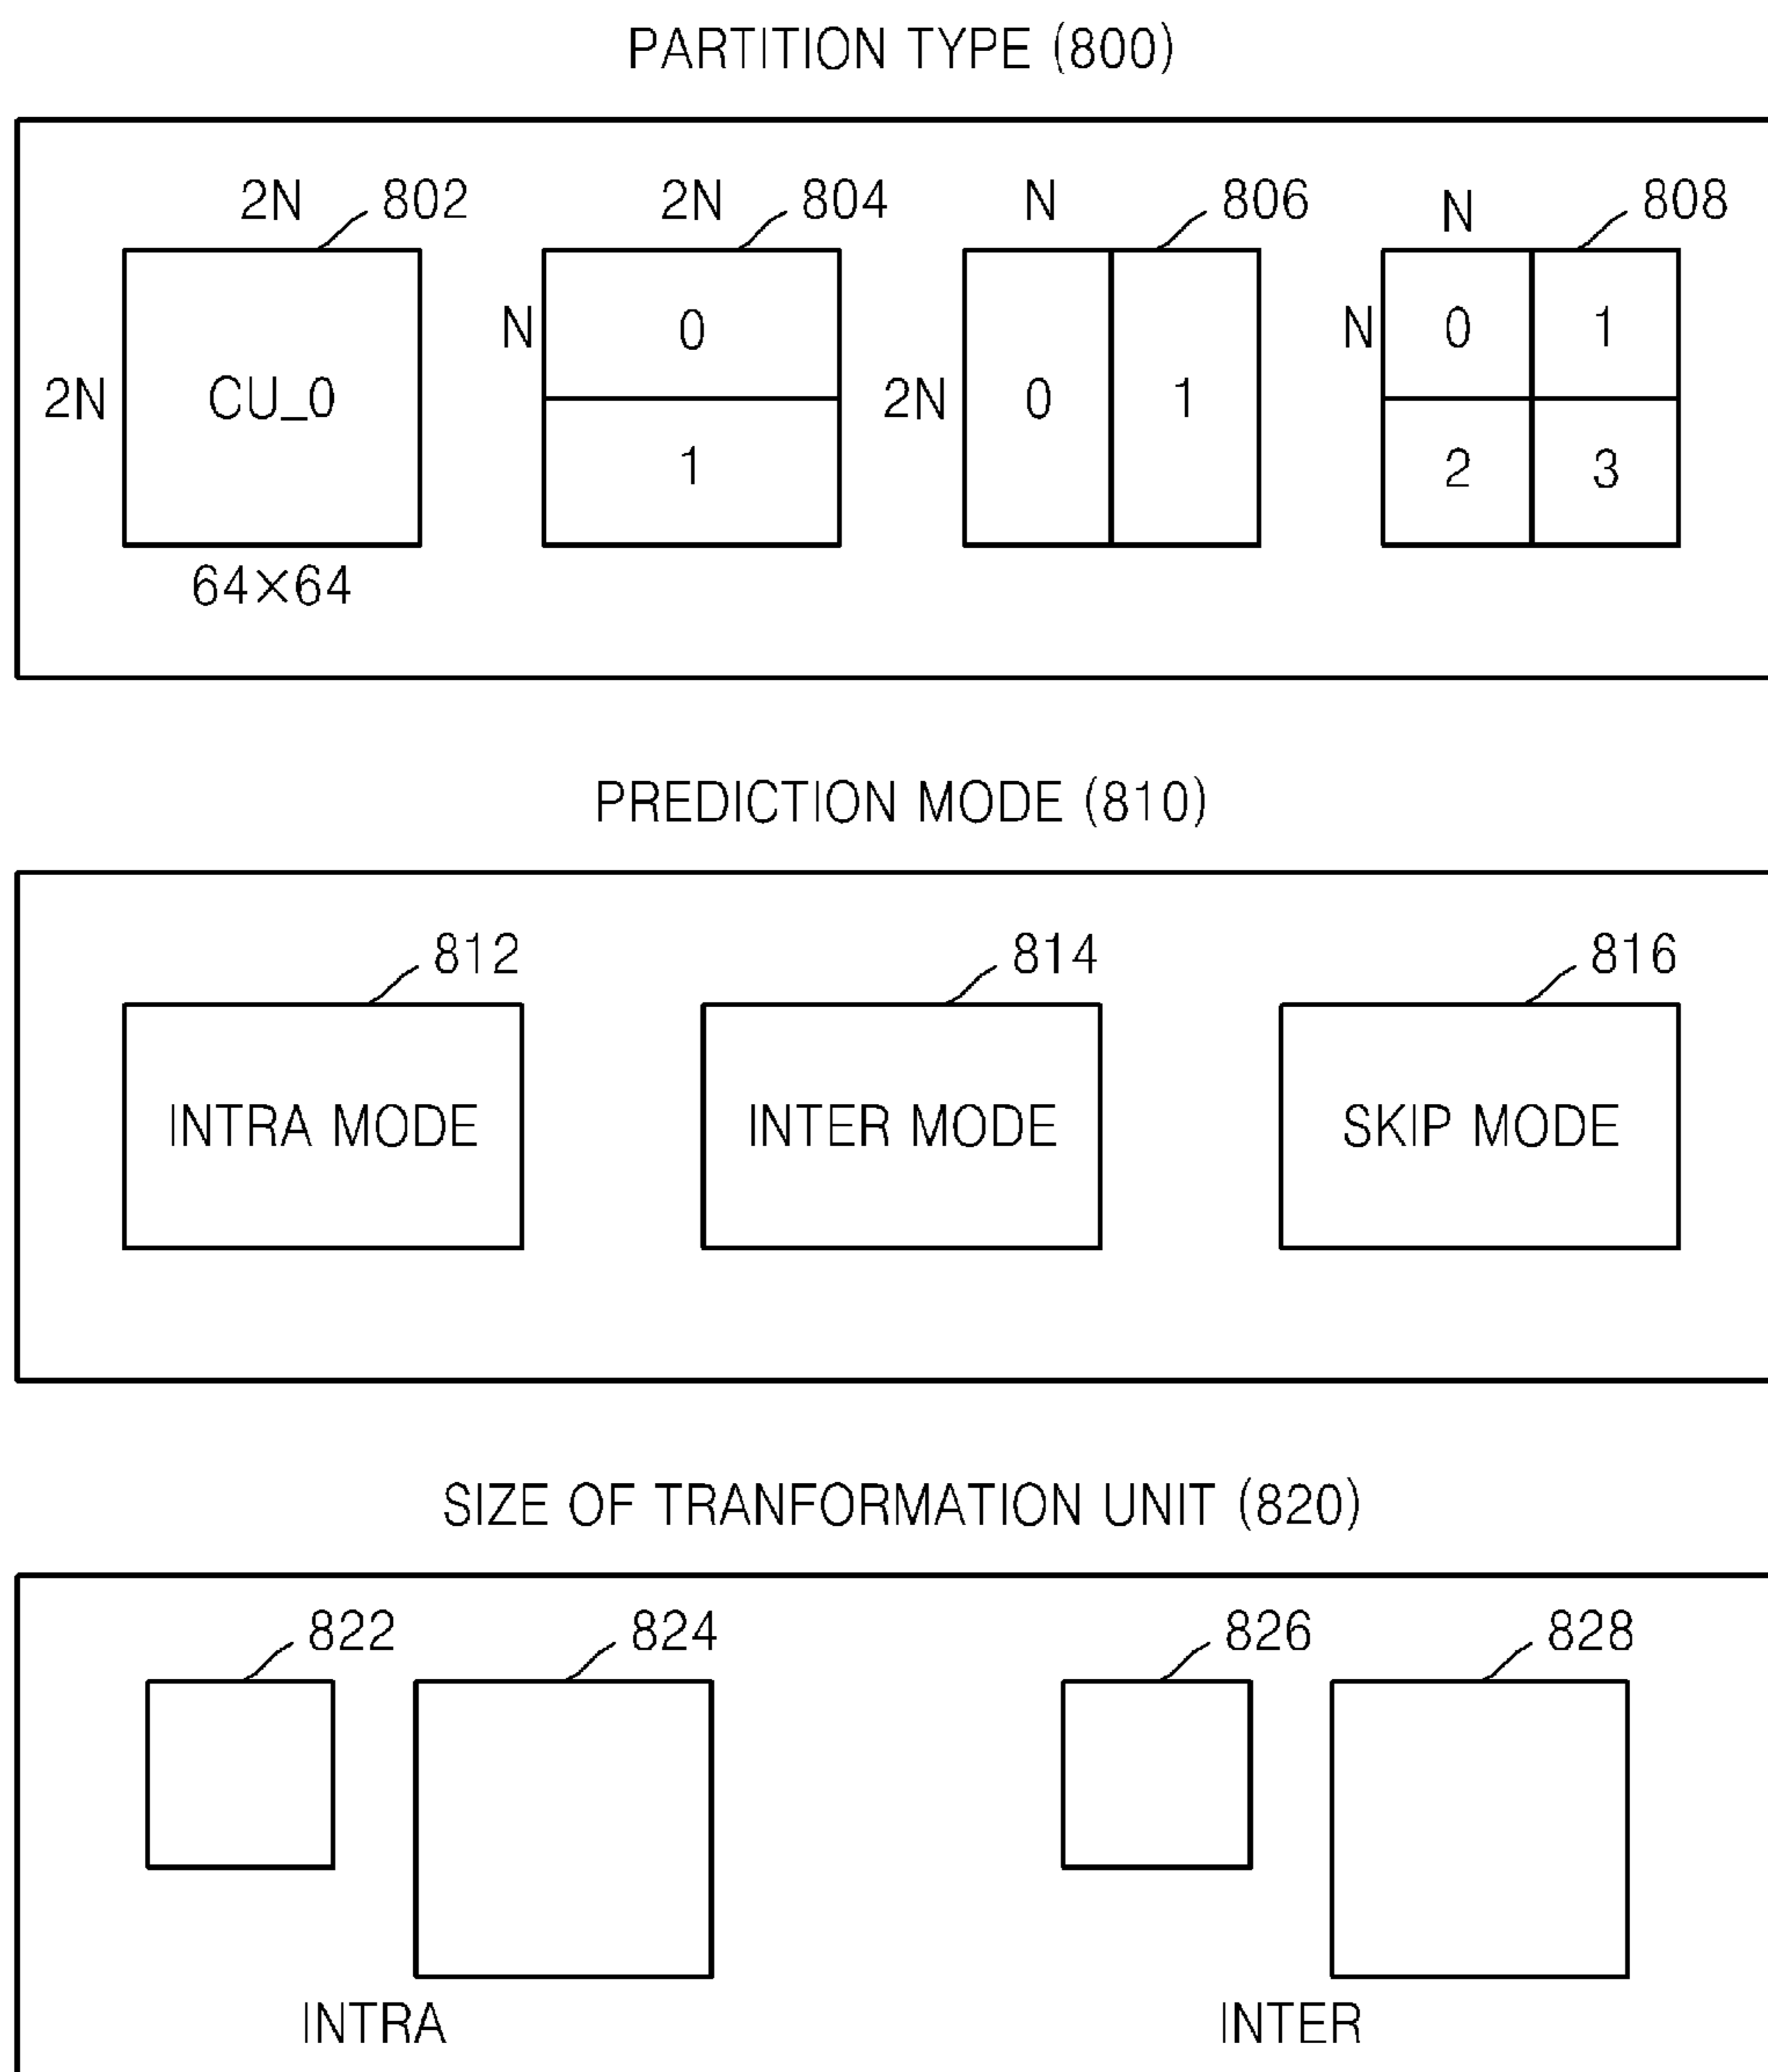 PARTITION TYPE (800)
2N 802 2N 804 N 806 N 808
N 0 N 0 1
2N CU_0 2N 0 1
1 2 3
64×64
PREDICTION MODE (810)
812 814 816
INTRA MODE INTER MODE SKIP MODE
SIZE OF TRANFORMATION UNIT (820)
822 824 826 828
INTRA INTER